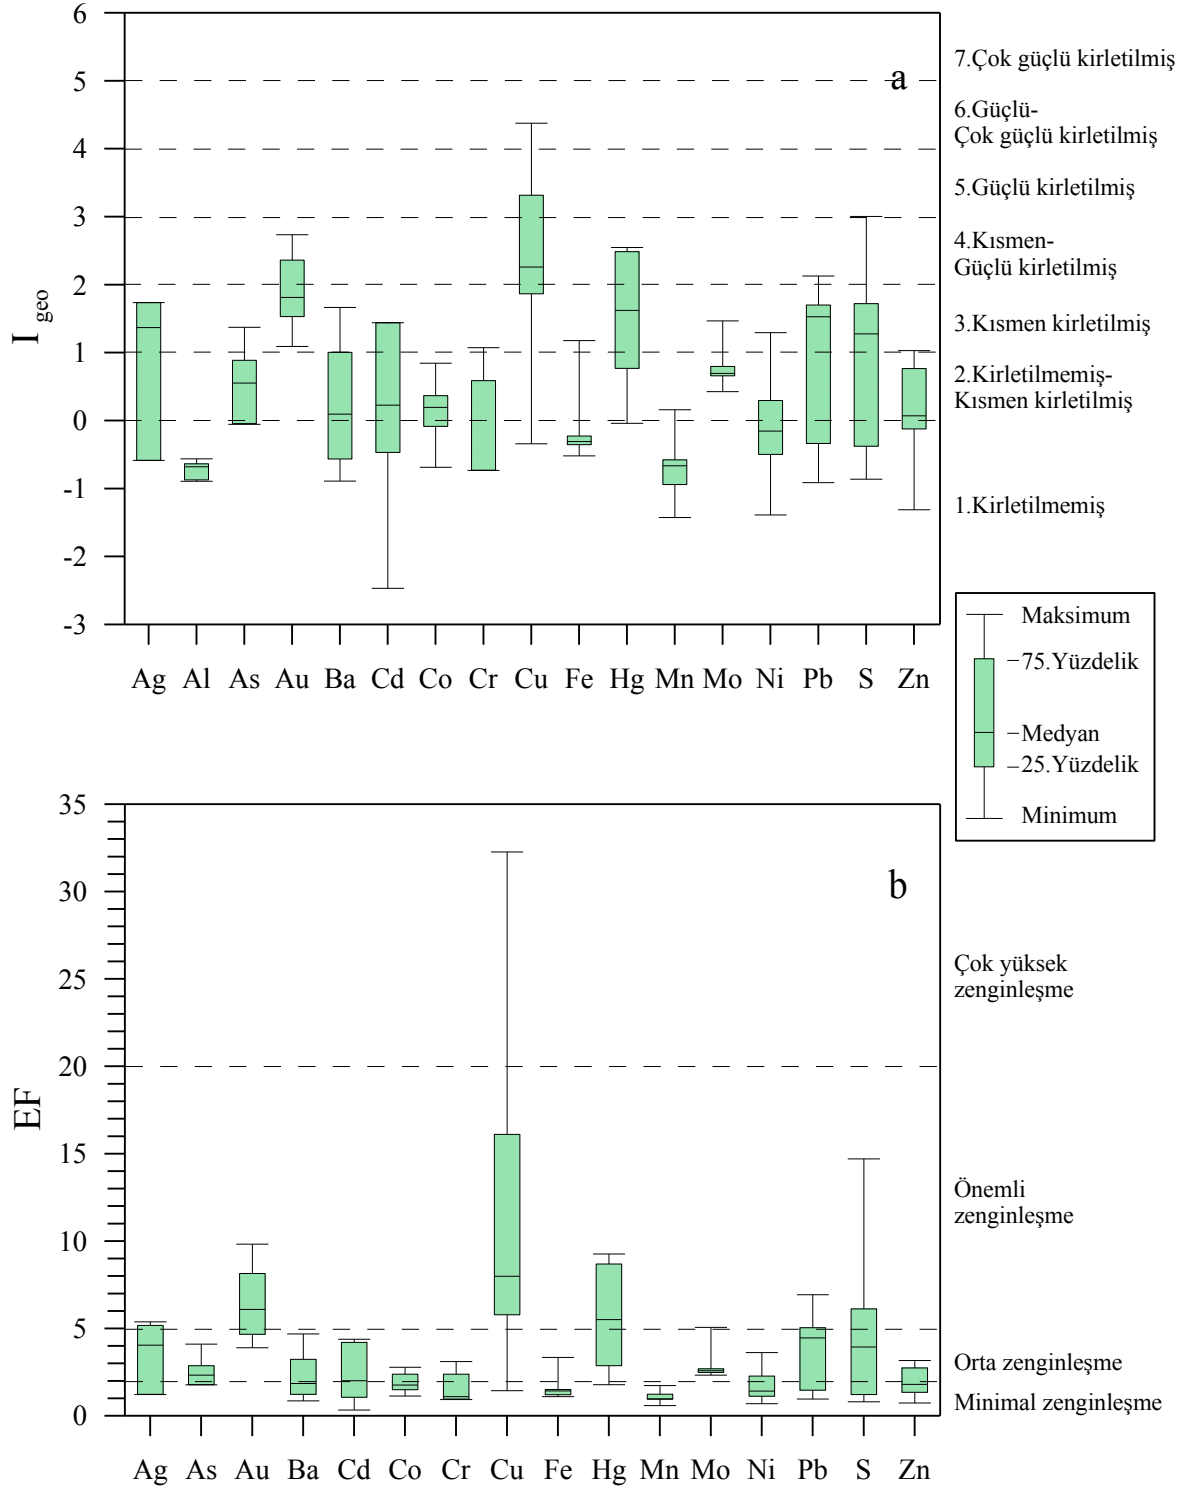 6
5
4
3
2
1
0
-1
-2
-3
I geo
a
7.Çok güçlü kirletilmiş
6.Güçlü-
Çok güçlü kirletilmiş
5.Güçlü kirletilmiş
4.Kısmen-
Güçlü kirletilmiş
3.Kısmen kirletilmiş
2.Kirletilmemiş-
Kısmen kirletilmiş
1.Kirletilmemiş
Ag Al As Au Ba Cd Co Cr Cu Fe Hg Mn Mo Ni Pb S Zn
Maksimum
75.Yüzdelik
Medyan
25.Yüzdelik
Minimum
35
30
25
20
15
10
5
0
EF
b
Çok yüksek
zenginleşme
Önemli
zenginleşme
Orta zenginleşme
Minimal zenginleşme
Ag As Au Ba Cd Co Cr Cu Fe Hg Mn Mo Ni Pb S Zn